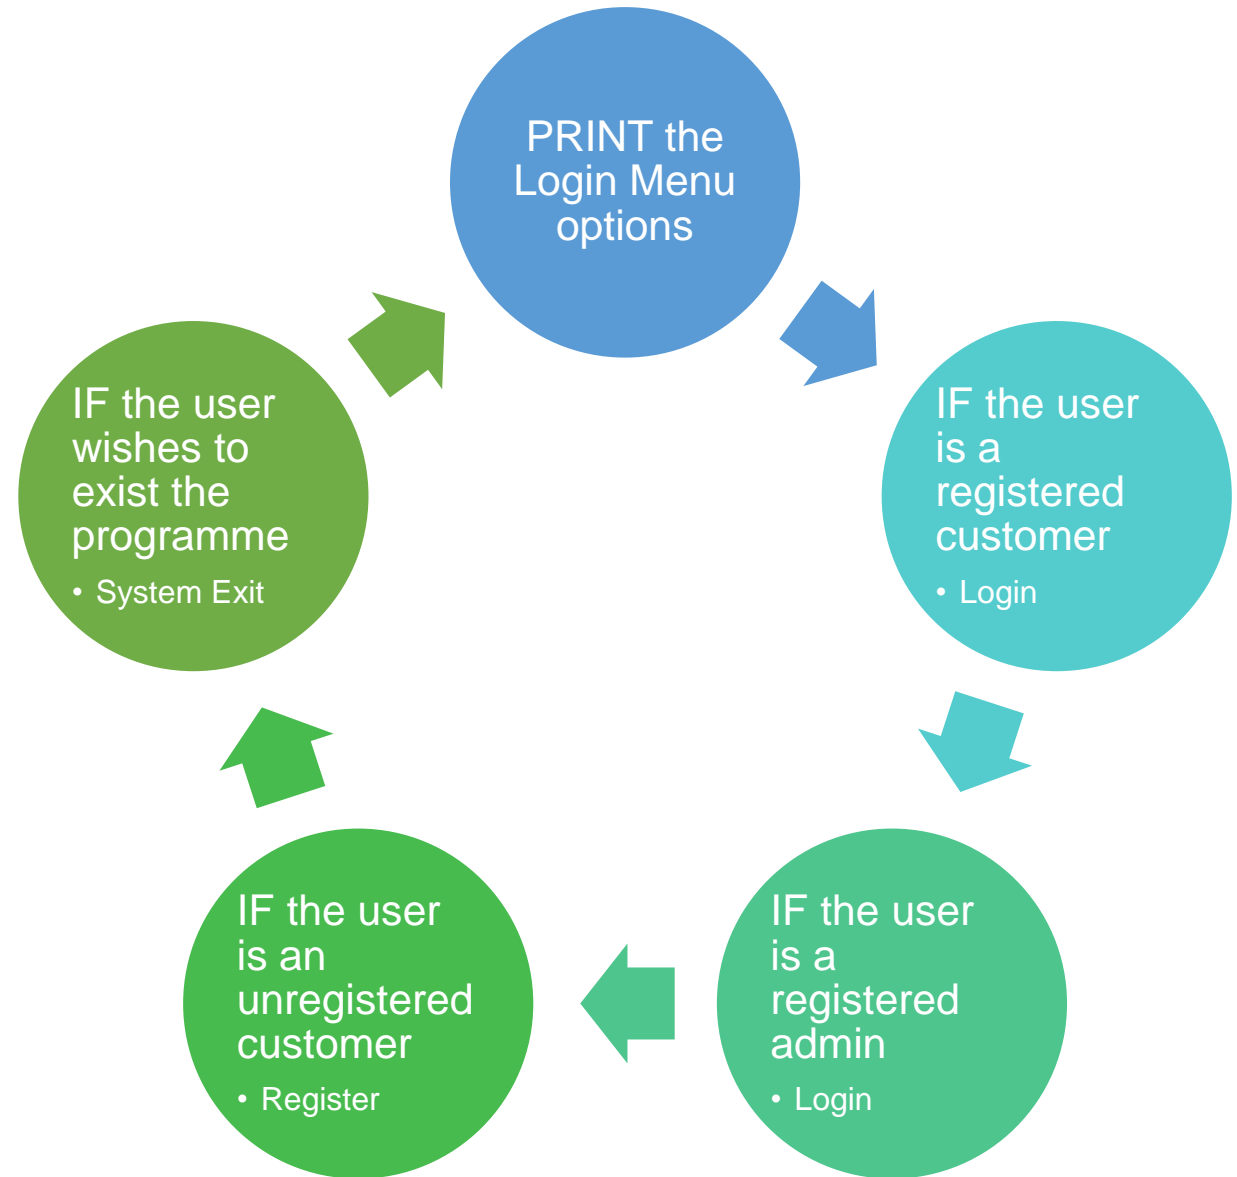 PRINT the
Login Menu
options
IF the user
is a
registered
customer
• Login
IF the user
is a
registered
admin
• Login
IF the user
is an
unregistered
customer
• Register
IF the user
wishes to
exist the
programme
• System Exit